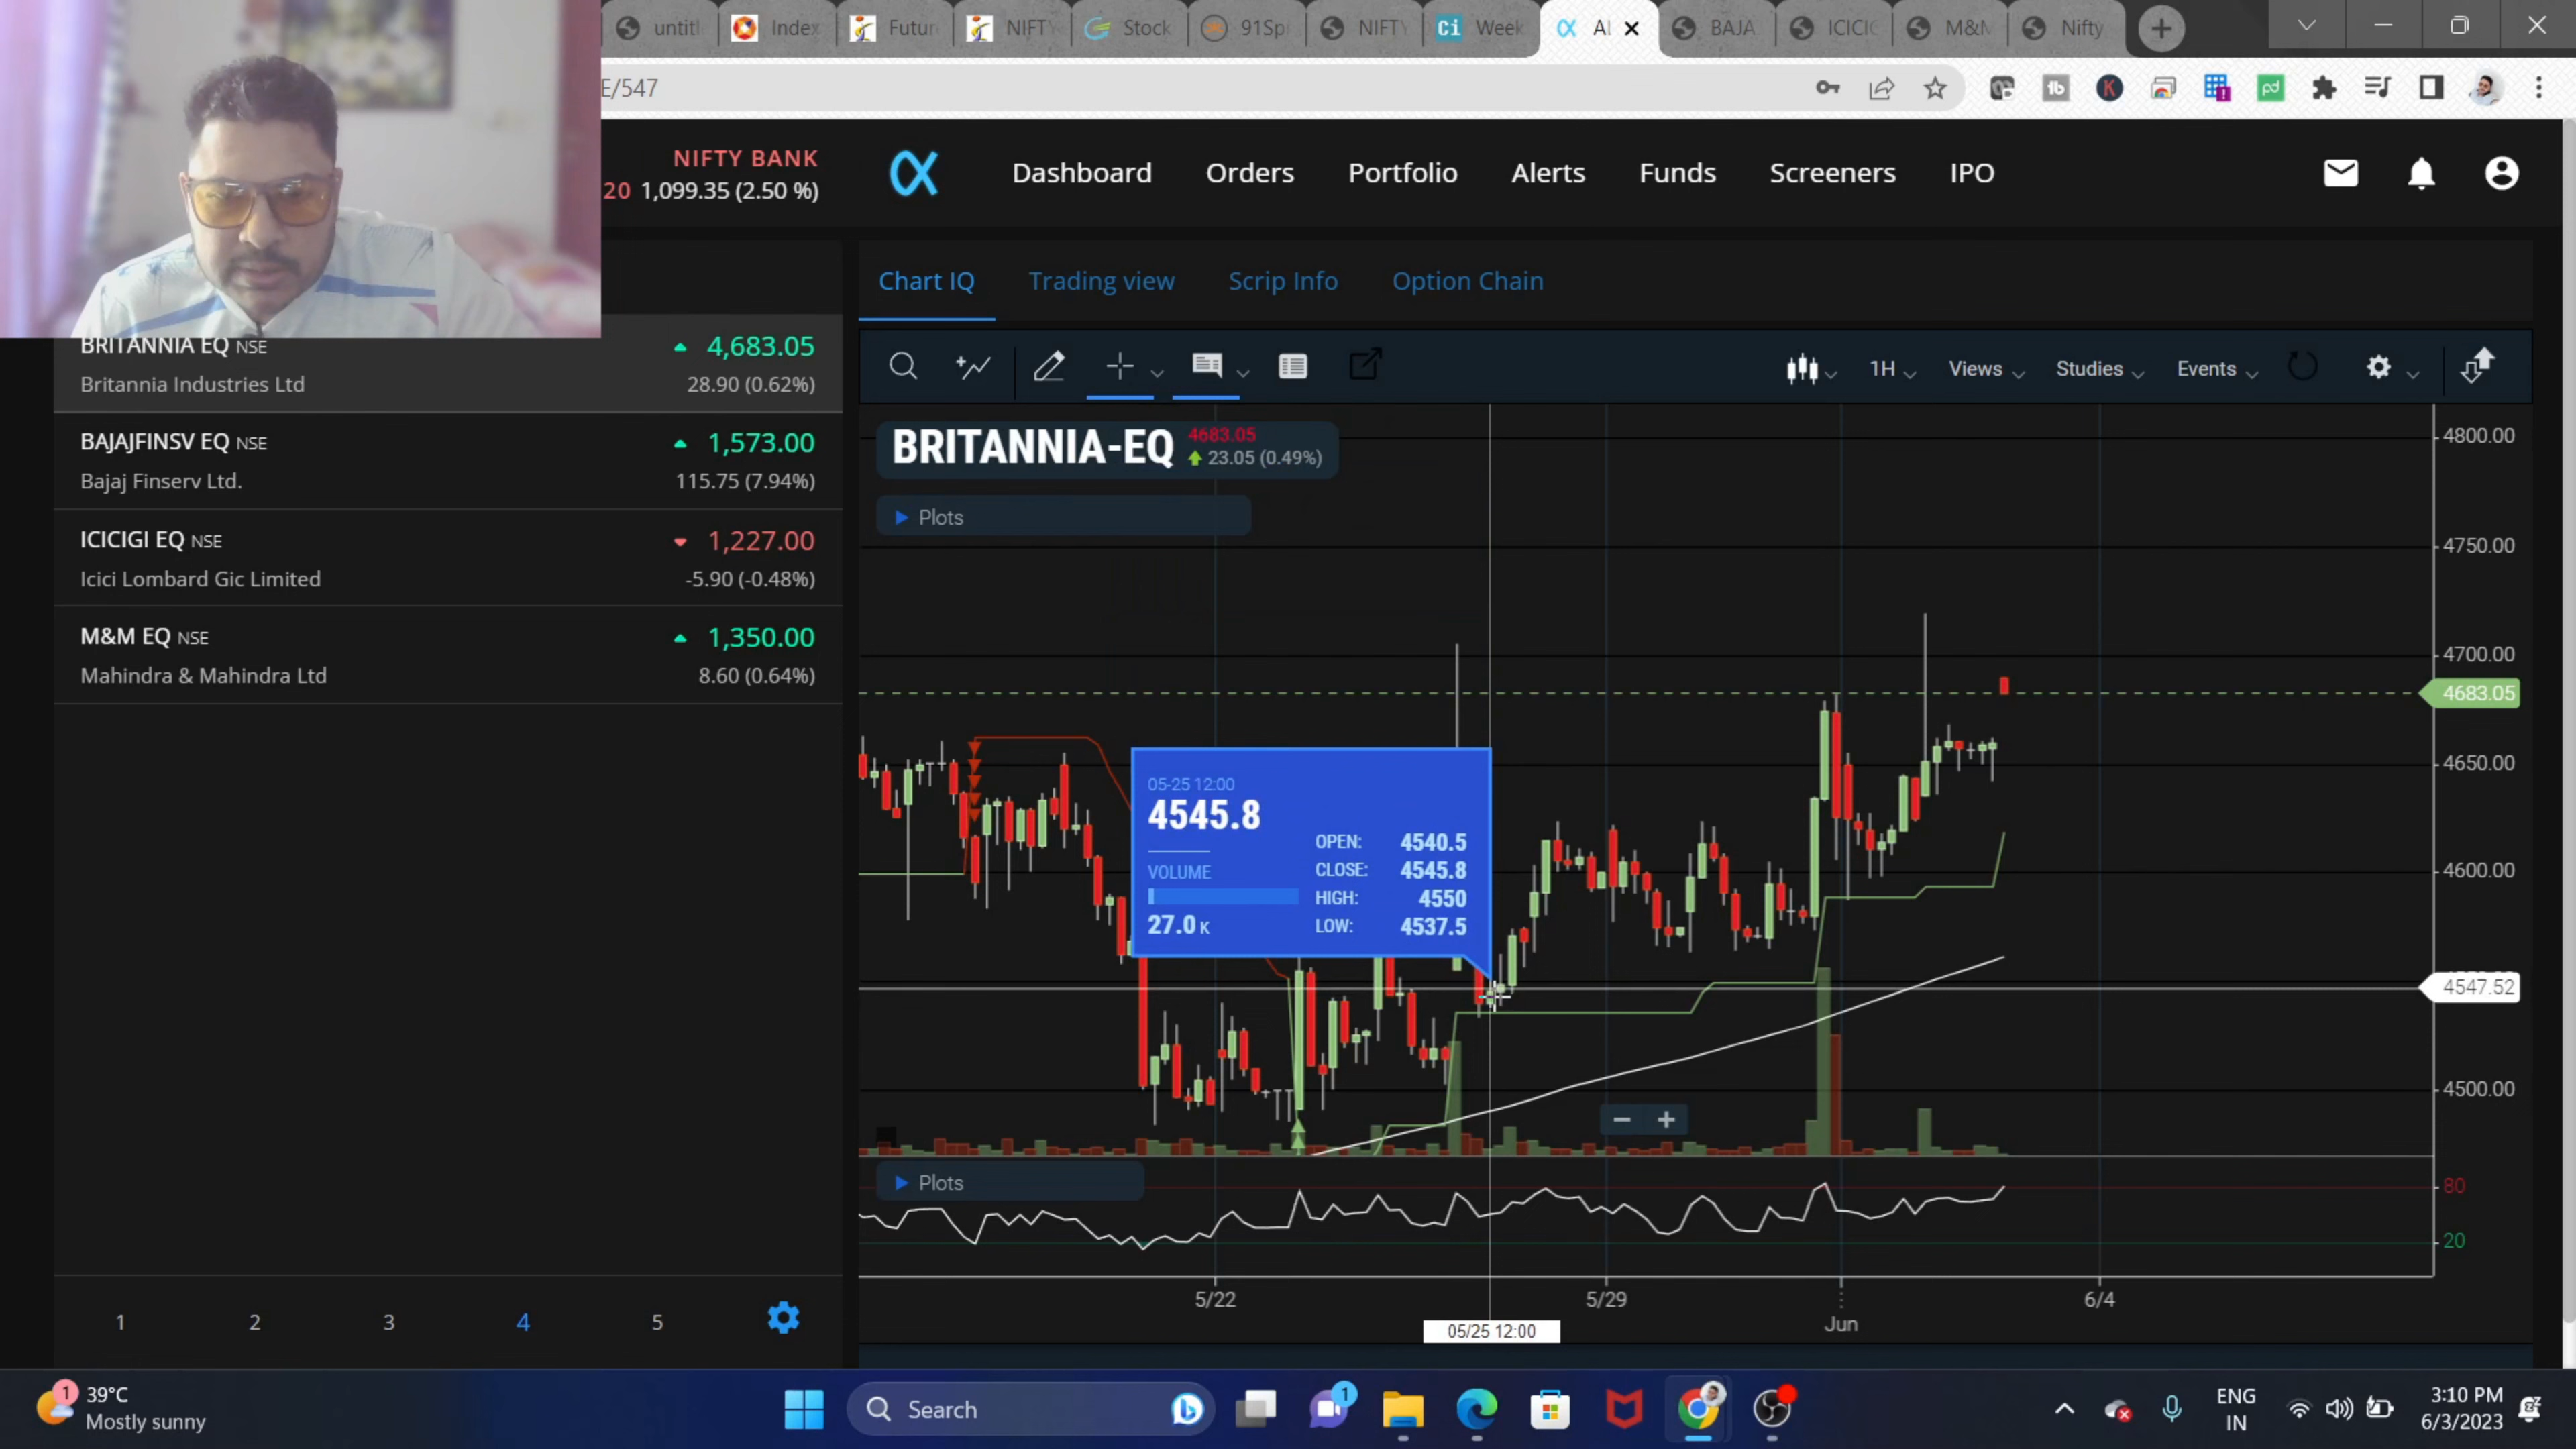 untitl
Index
Futur
NIFTY
Stock
91Sp
NIFTY
Ci Week
Al
BAJA
ICICI
M&M
Nifty
E/547
NIFTY BANK
20 1,099.35 (2.50 %)
Dashboard
Orders
Portfolio
Alerts
Funds
Screeners
IPO
BRITANNIA EQ NSE
4,683.05
Britannia Industries Ltd
28.90 (0.62%)
BAJAJFINSV EQ NSE
1,573.00
Bajaj Finserv Ltd.
115.75 (7.94%)
ICICIGI EQ NSE
1,227.00
Icici Lombard Gic Limited
-5.90 (-0.48%)
M&M EQ NSE
1,350.00
Mahindra & Mahindra Ltd
8.60 (0.64%)
1 2 3 4 5
Chart IQ
Trading view
Scrip Info
Option Chain
1H
Views
Studies
Events
BRITANNIA-EQ
4683.05
23.05 (0.49%)
Plots
05-25 12:00
4545.8
VOLUME
27.0 K
OPEN: 4540.5
CLOSE: 4545.8
HIGH: 4550
LOW: 4537.5
4800.00
4750.00
4700.00
4683.05
4650.00
4600.00
4547.52
4500.00
Plots
80
20
5/22
05/25 12:00
5/29
Jun
6/4
1
39°C
Mostly sunny
Search
1
ENG
IN
3:10 PM
6/3/2023